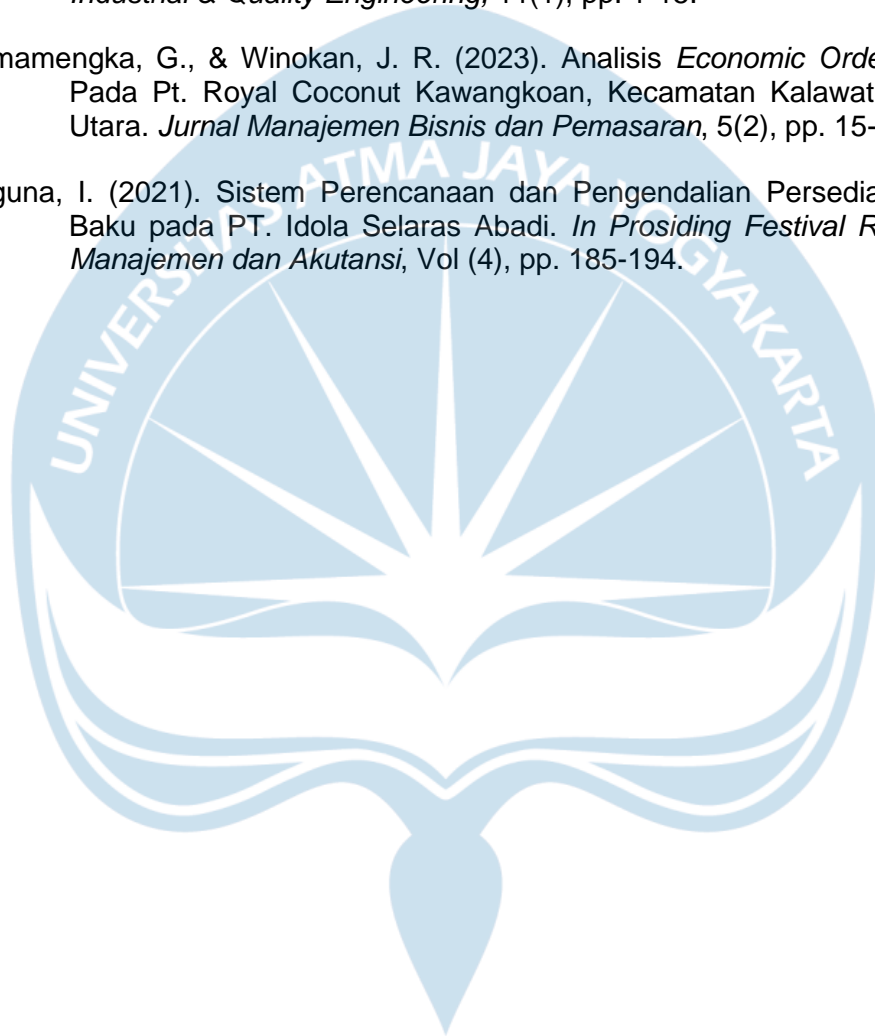 Industrial & Quality Engineering, 11(1), pp.
mamengka, G., & Winokan, J. R. (2023). Analisis Economic Orde
Pada Pt. Royal Coconut Kawangkoan, Kecamatan Kalawat
Utara. Jurnal Manajemen Bisnis dan Pemasaran, 5(2), pp. 15-
guna, I. (2021). Sistem Perencanaan dan Pengendalian Persedia
Baku pada PT. Idola Selaras Abadi. In Prosiding Festival R
Manajemen dan Akutansi, Vol (4), pp. 185-194.
UNIVERSITAS ATMA JAYA YOGYAKARTA